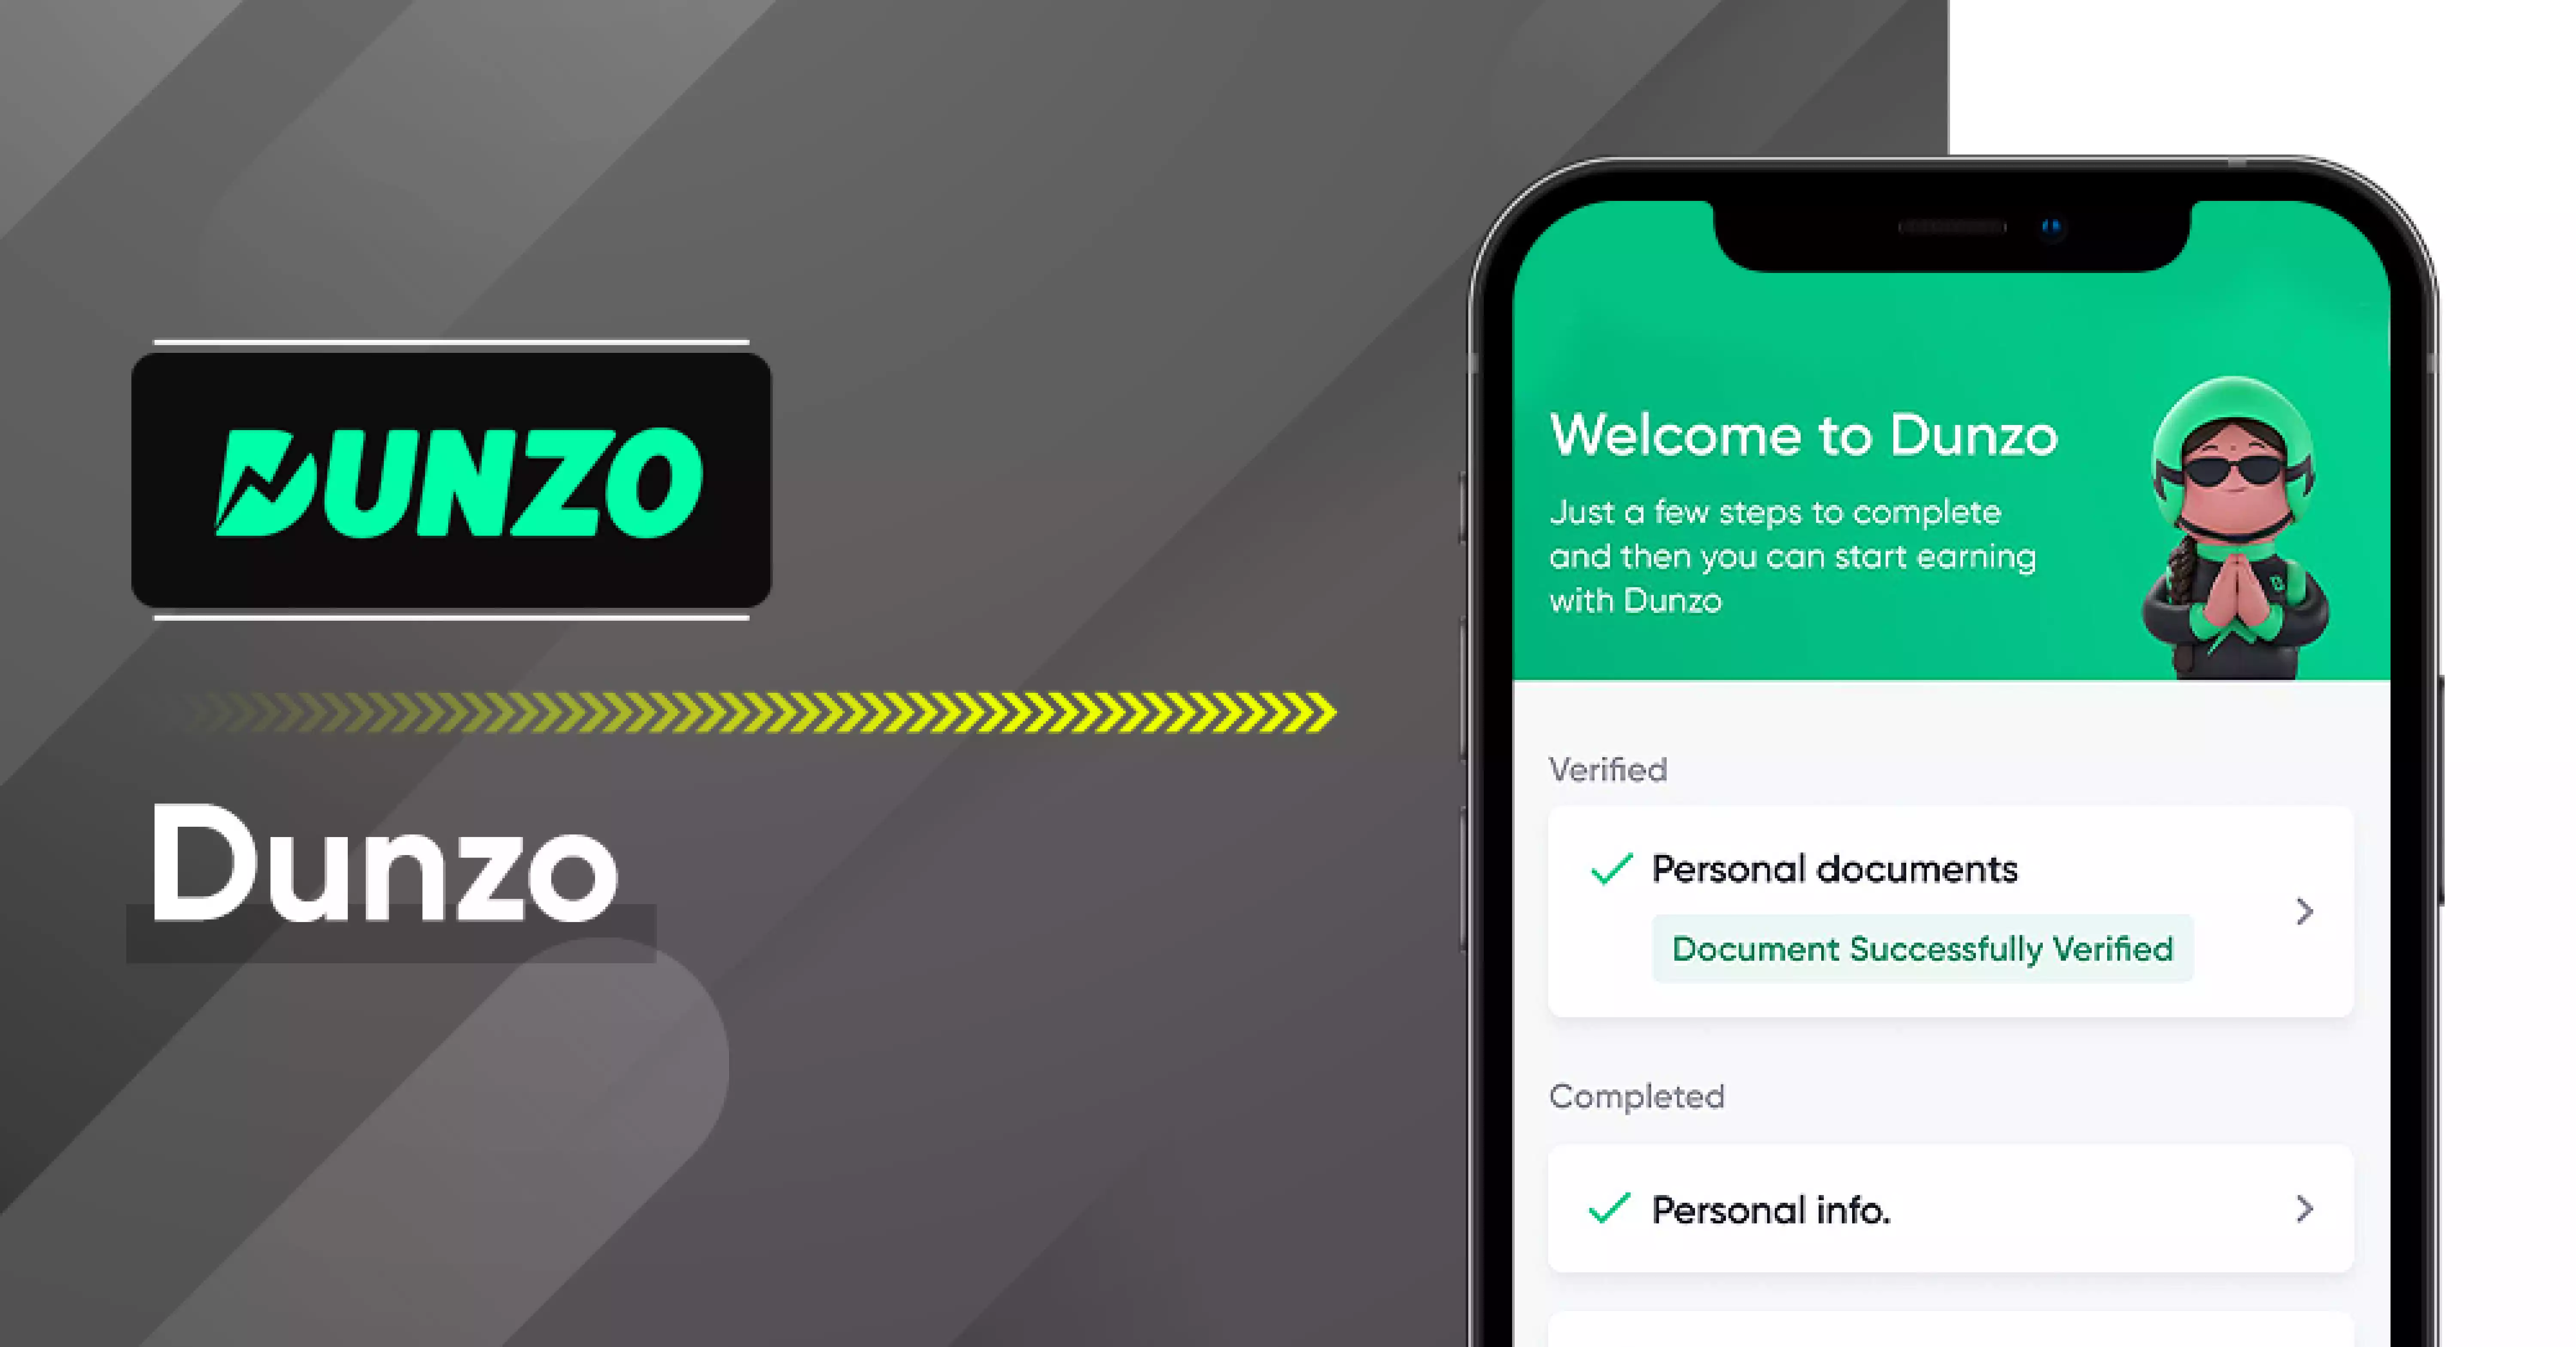 DUNZO
Dunzo
Welcome to Dunzo
Just a few steps to complete
and then you can start earning
with Dunzo
Verified
Personal documents
Document Successfully Verified
Completed
Personal info.